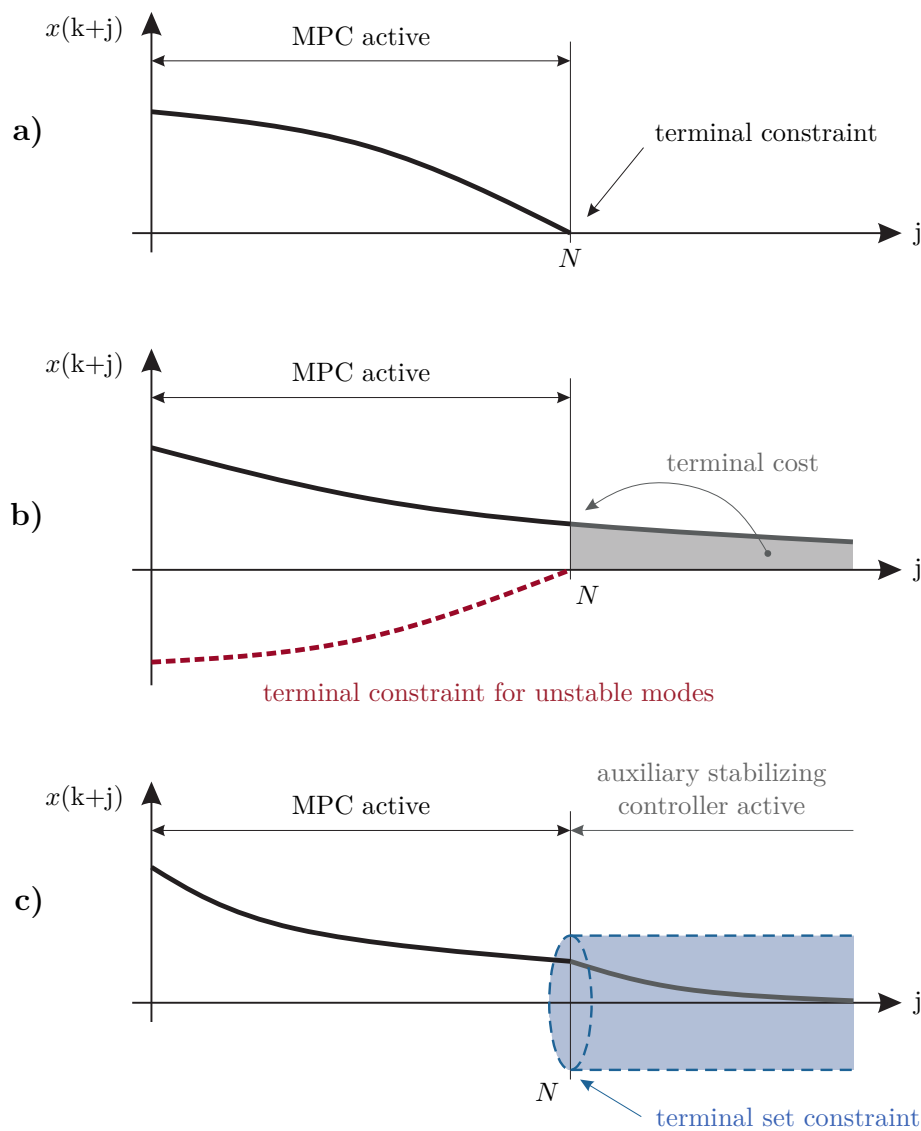 x(k+j)
MPC active
a)
terminal constraint
j
N
x(k+j)
MPC active
terminal cost
b)
N
j
terminal constraint for unstable modes
auxiliary stabilizing
x(k+j)
MPC active
controller active
c)
j
N
terminal set constraint